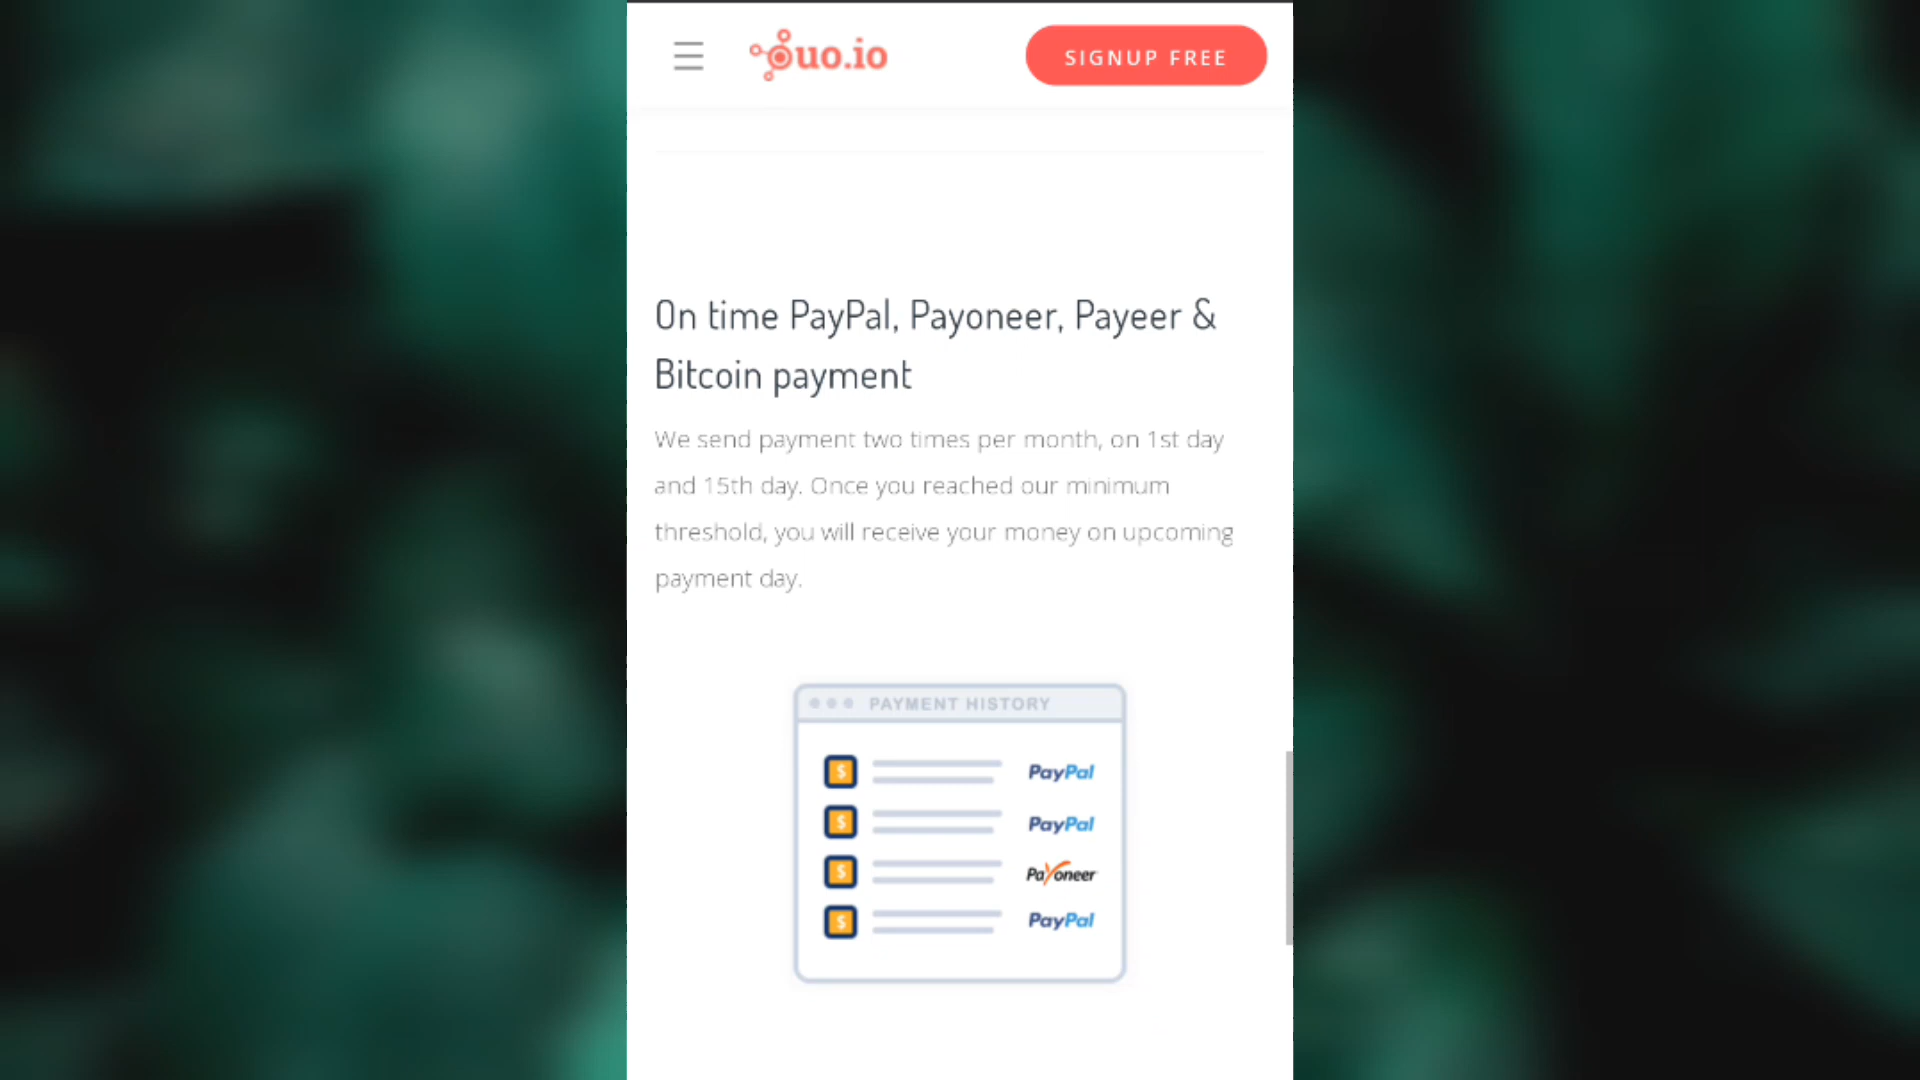 ouo.io
SIGNUP FREE
On time PayPal, Payoneer, Payeer &
Bitcoin payment
We send payment two times per month, on 1st day
and 15th day. Once you reached our minimum
threshold, you will receive your money on upcoming
payment day.
PAYMENT HISTORY
$ PayPal
$ PayPal
$ Payoneer
$ PayPal